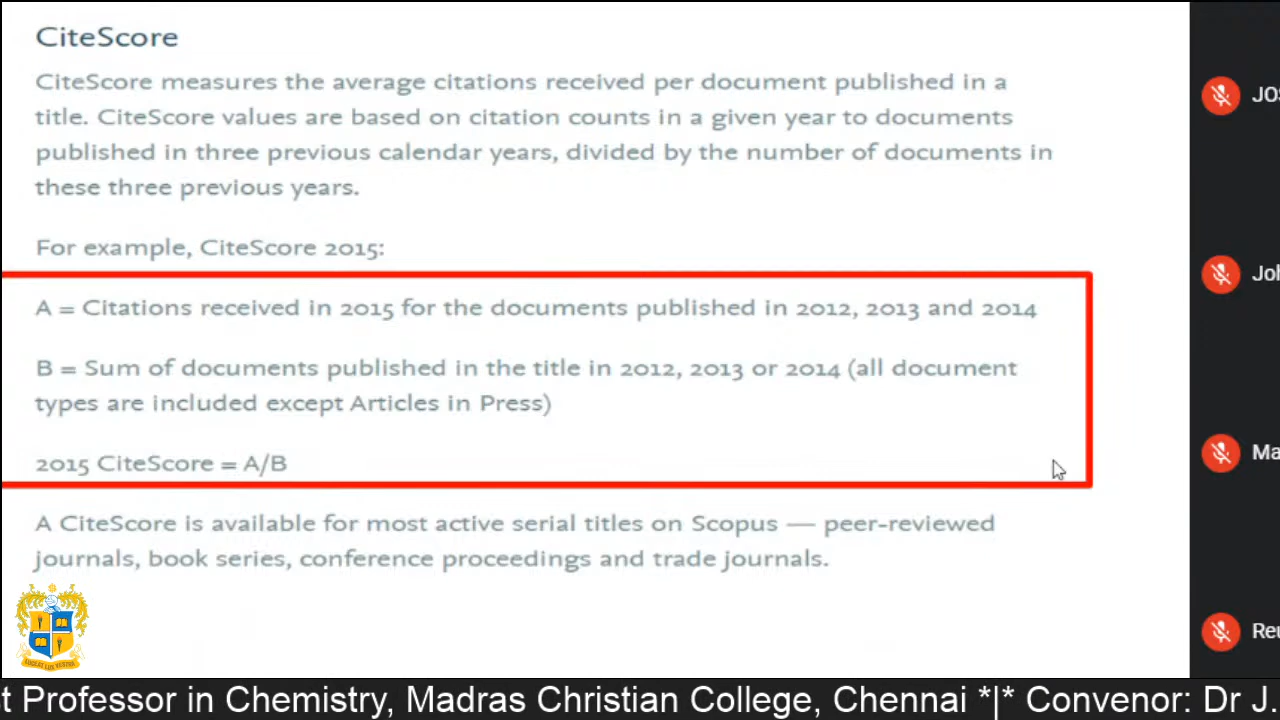 CiteScore
CiteScore measures the average citations received per document published in a
title. CiteScore values are based on citation counts in a given year to documents
published in three previous calendar years, divided by the number of documents in
these three previous years.
For example, CiteScore 2015:
A = Citations received in 2015 for the documents published in 2012, 2013 and 2014
B = Sum of documents published in the title in 2012, 2013 or 2014 (all document
types are included except Articles in Press)
2015 CiteScore = A/B
A CiteScore is available for most active serial titles on Scopus — peer-reviewed
journals, book series, conference proceedings and trade journals.
JOS
Joh
Ma
Reu
t Professor in Chemistry, Madras Christian College, Chennai *|* Convenor: Dr J.